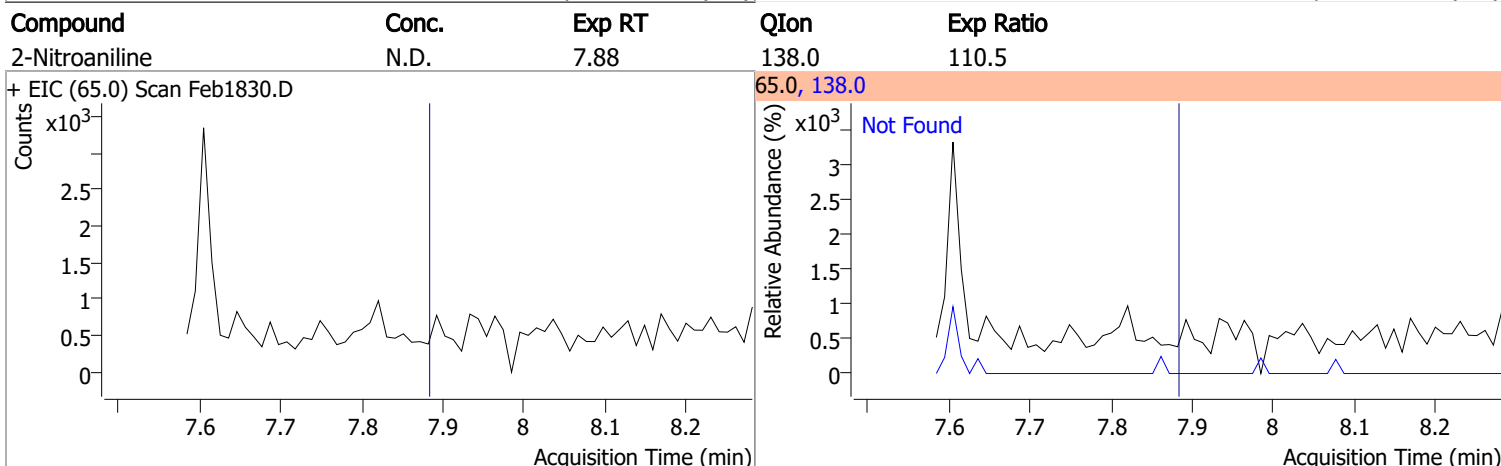 Compound Conc. Exp RT QIon Exp Ratio
2-Nitroaniline N.D. 7.88 138.0 110.5
+ EIC (65.0) Scan Feb1830.D
Counts
x10³
2.5
2
1.5
1
0.5
0
7.6 7.7 7.8 7.9 8 8.1 8.2
Acquisition Time (min)
65.0, 138.0
Relative Abundance (%)
x10³
Not Found
3
2.5
2
1.5
1
0.5
0
7.6 7.7 7.8 7.9 8 8.1 8.2
Acquisition Time (min)